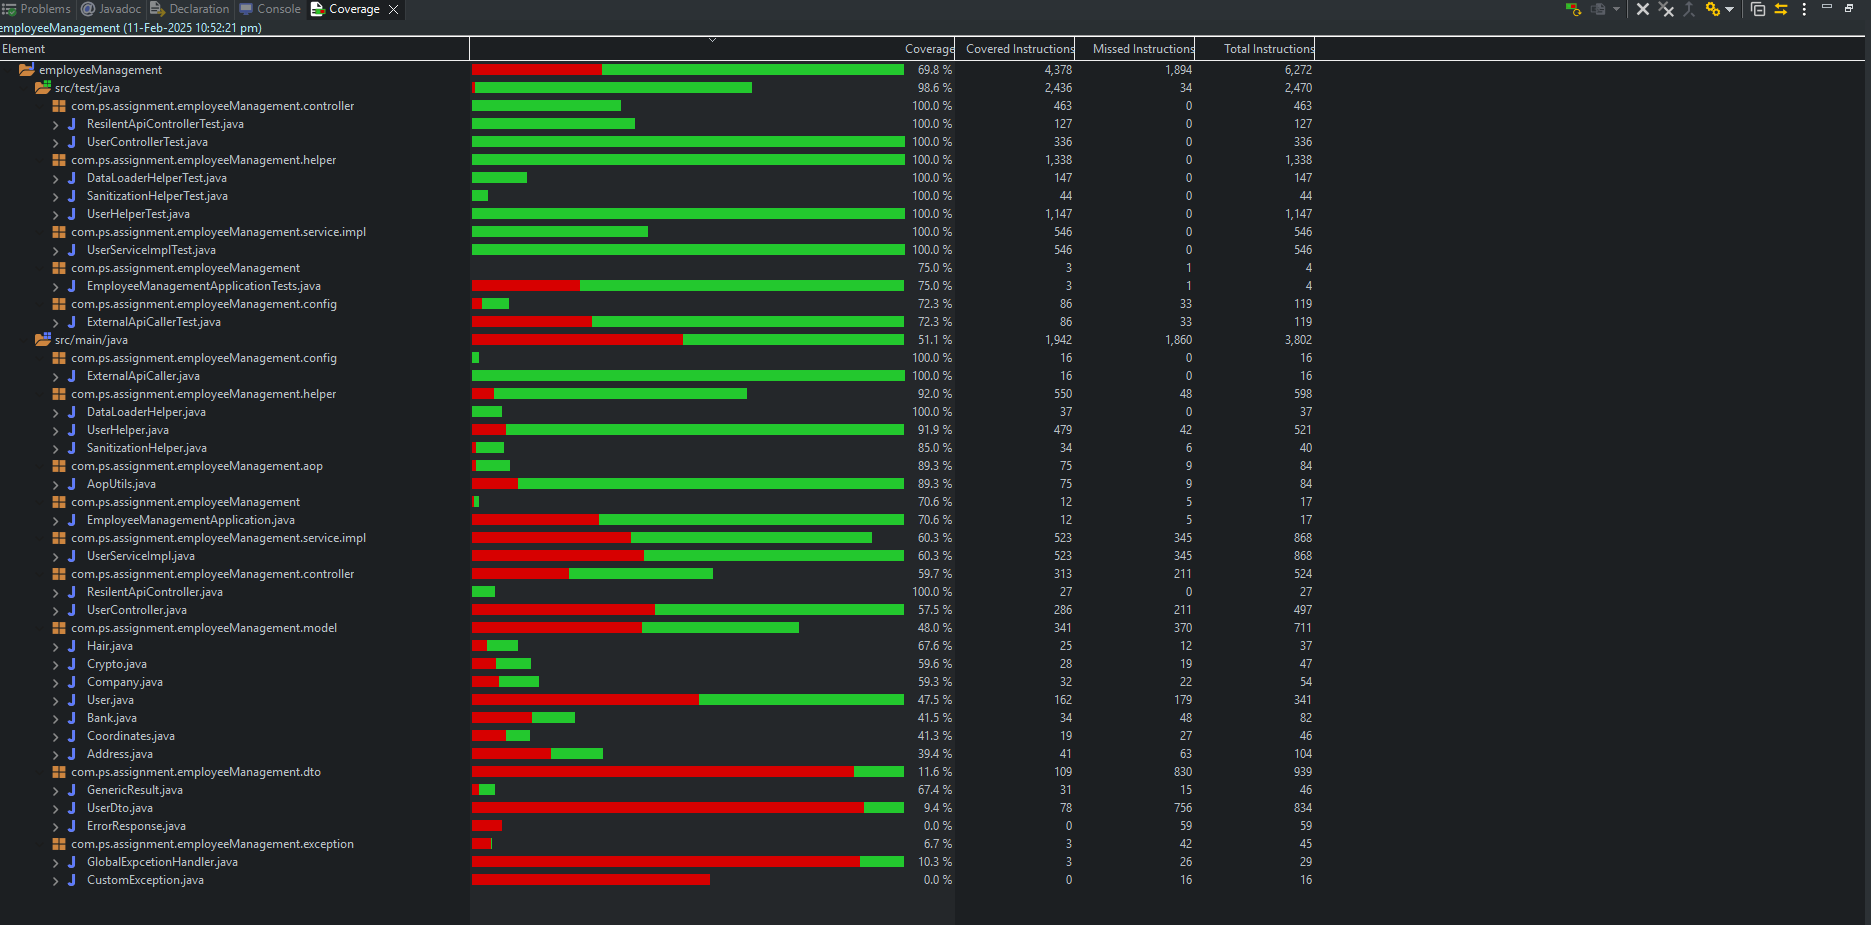 Problems Javadoc Declaration Console Coverage
employeeManagement (11-Feb-2025 10:52:21 pm)
Element Coverage Covered Instructions Missed Instructions Total Instructions
employeeManagement 69.8 % 4,378 1,894 6,272
src/test/java 98.6 % 2,436 34 2,470
com.ps.assignment.employeeManagement.controller 100.0 % 463 0 463
ResilentApiControllerTest.java 100.0 % 127 0 127
UserControllerTest.java 100.0 % 336 0 336
com.ps.assignment.employeeManagement.helper 100.0 % 1,338 0 1,338
DataLoaderHelperTest.java 100.0 % 147 0 147
SanitizationHelperTest.java 100.0 % 44 0 44
UserHelperTest.java 100.0 % 1,147 0 1,147
com.ps.assignment.employeeManagement.service.impl 100.0 % 546 0 546
UserServiceImplTest.java 100.0 % 546 0 546
com.ps.assignment.employeeManagement 75.0 % 3 1 4
EmployeeManagementApplicationTests.java 75.0 % 3 1 4
com.ps.assignment.employeeManagement.config 72.3 % 86 33 119
ExternalApiCallerTest.java 72.3 % 86 33 119
src/main/java 51.1 % 1,942 1,860 3,802
com.ps.assignment.employeeManagement.config 100.0 % 16 0 16
ExternalApiCaller.java 100.0 % 16 0 16
com.ps.assignment.employeeManagement.helper 92.0 % 550 48 598
DataLoaderHelper.java 100.0 % 37 0 37
UserHelper.java 91.9 % 479 42 521
SanitizationHelper.java 85.0 % 34 6 40
com.ps.assignment.employeeManagement.aop 89.3 % 75 9 84
AopUtils.java 89.3 % 75 9 84
com.ps.assignment.employeeManagement 70.6 % 12 5 17
EmployeeManagementApplication.java 70.6 % 12 5 17
com.ps.assignment.employeeManagement.service.impl 60.3 % 523 345 868
UserServiceImpl.java 60.3 % 523 345 868
com.ps.assignment.employeeManagement.controller 59.7 % 313 211 524
ResilentApiController.java 100.0 % 27 0 27
UserController.java 57.5 % 286 211 497
com.ps.assignment.employeeManagement.model 48.0 % 341 370 711
Hair.java 67.6 % 25 12 37
Crypto.java 59.6 % 28 19 47
Company.java 59.3 % 32 22 54
User.java 47.5 % 162 179 341
Bank.java 41.5 % 34 48 82
Coordinates.java 41.3 % 19 27 46
Address.java 39.4 % 41 63 104
com.ps.assignment.employeeManagement.dto 11.6 % 109 830 939
GenericResult.java 67.4 % 31 15 46
UserDto.java 9.4 % 78 756 834
ErrorResponse.java 0.0 % 0 59 59
com.ps.assignment.employeeManagement.exception 6.7 % 3 42 45
GlobalExpcetionHandler.java 10.3 % 3 26 29
CustomException.java 0.0 % 0 16 16